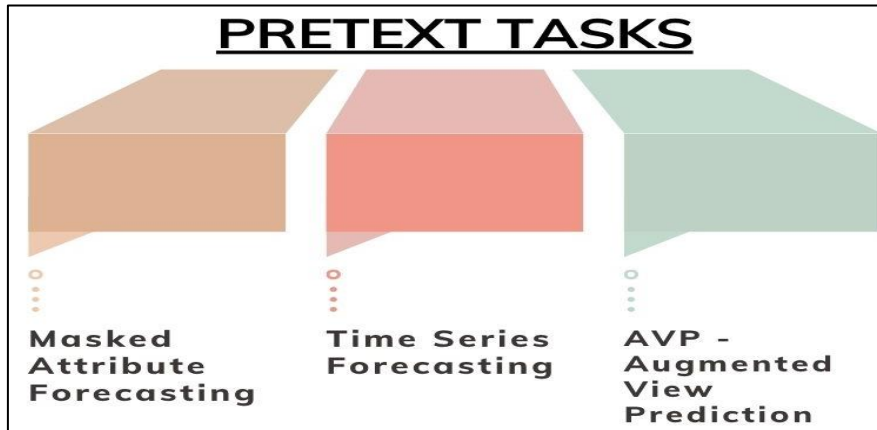 PRETEXT TASKS
Masked
Attribute
Forecasting
Time Series
Forecasting
AVP -
Augmented
View
Prediction